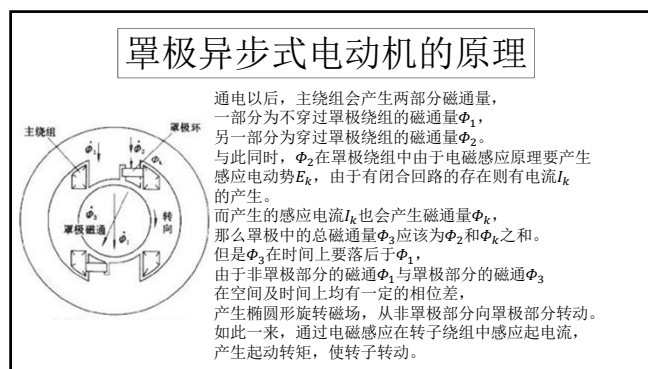 罩极异步式电动机的原理
通电以后，主绕组会产生两部分磁通量，
一部分为不穿过罩极绕组的磁通量Φ₁，
另一部分为穿过罩极绕组的磁通量Φ₂。
与此同时，Φ₂在罩极绕组中由于电磁感应原理要产生
感应电动势Eₖ，由于有闭合回路的存在则有电流Iₖ
的产生。
而产生的感应电流Iₖ也会产生磁通量Φₖ，
那么罩极中的总磁通量Φ₃应该为Φ₂和Φₖ之和。
但是Φ₃在时间上要落后于Φ₁，
由于非罩极部分的磁通Φ₁与罩极部分的磁通Φ₃
在空间及时间上均有一定的相位差，
产生椭圆形旋转磁场，从非罩极部分向罩极部分转动。
如此一来，通过电磁感应在转子绕组中感应起电流，
产生起动转矩，使转子转动。
主绕组
罩极环
Φ̇₁
Φ̇₂
Φ̇₃
罩极磁通
Φ̇₁
转向